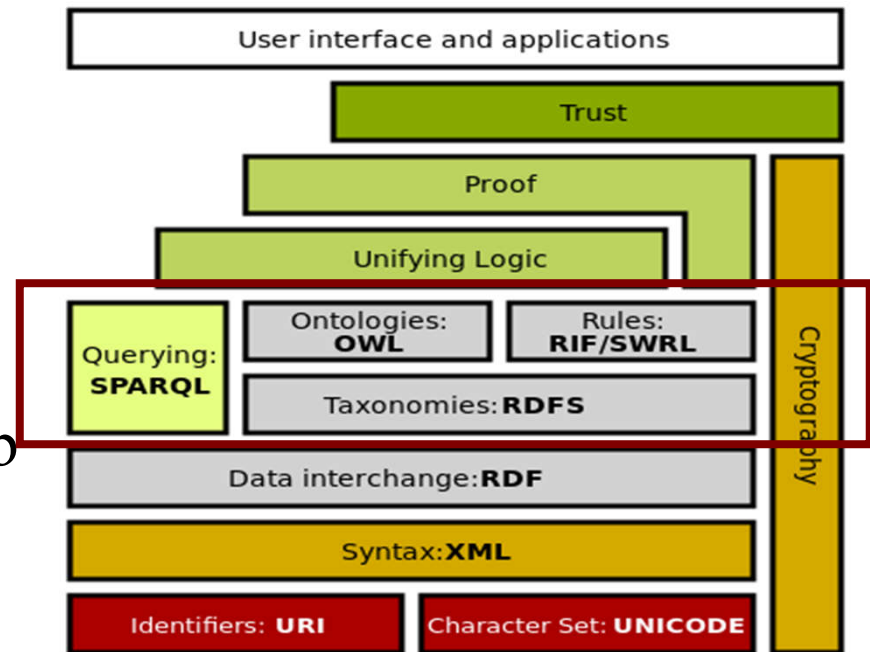 User interface and applications
Trust
Proof
Unifying Logic
Querying:
SPARQL
Ontologies:
OWL
Rules:
RIF/SWRL
Taxonomies: RDFS
Cryptography
Data interchange:RDF
Syntax:XML
Identifiers: URI
Character Set: UNICODE